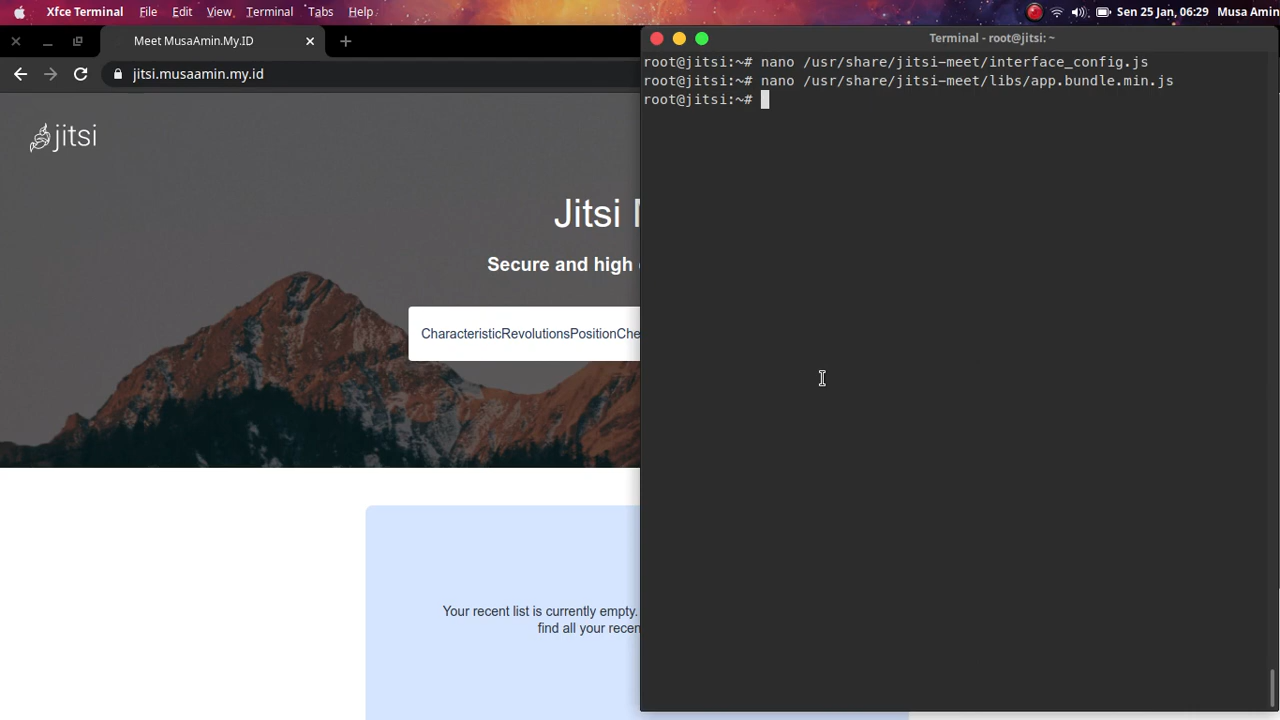 Xfce Terminal File Edit View Terminal Tabs Help
Sen 25 Jan, 06:29 Musa Amin
Meet MusaAmin.My.ID
jitsi.musaamin.my.id
jitsi
Jitsi
Secure and high
CharacteristicRevolutionsPositionChe
Your recent list is currently empty.
find all your recen
Terminal - root@jitsi: ~
root@jitsi:~# nano /usr/share/jitsi-meet/interface_config.js
root@jitsi:~# nano /usr/share/jitsi-meet/libs/app.bundle.min.js
root@jitsi:~#